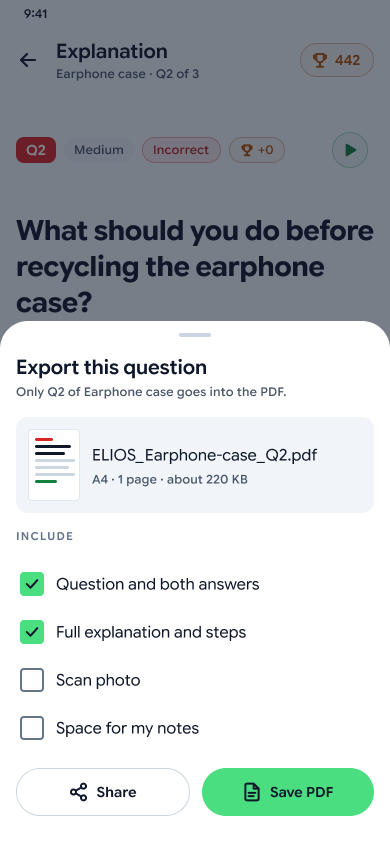 9:41
Explanation
Earphone case · Q2 of 3
442
Q2
Medium
Incorrect
+0
What should you do before
recycling the earphone
case?
Export this question
Only Q2 of Earphone case goes into the PDF.
ELIOS_Earphone-case_Q2.pdf
A4 · 1 page · about 220 KB
INCLUDE
Question and both answers
Full explanation and steps
Scan photo
Space for my notes
Share
Save PDF